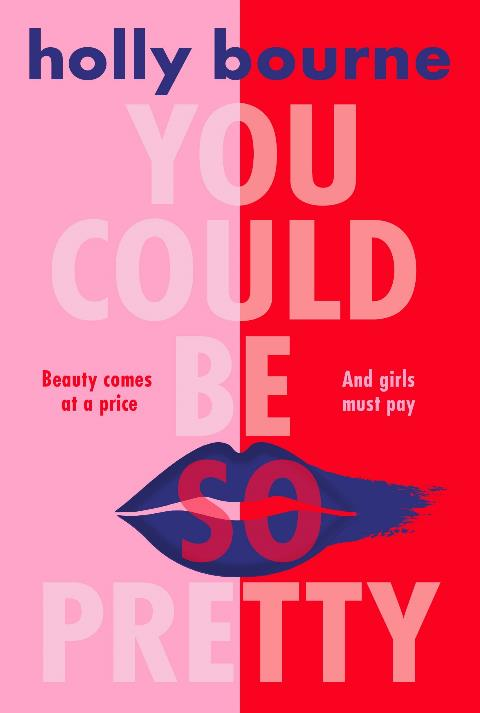 holly bourne
YOU
COULD
BE
Beauty comes
at a price
And girls
must pay
SO
PRETTY